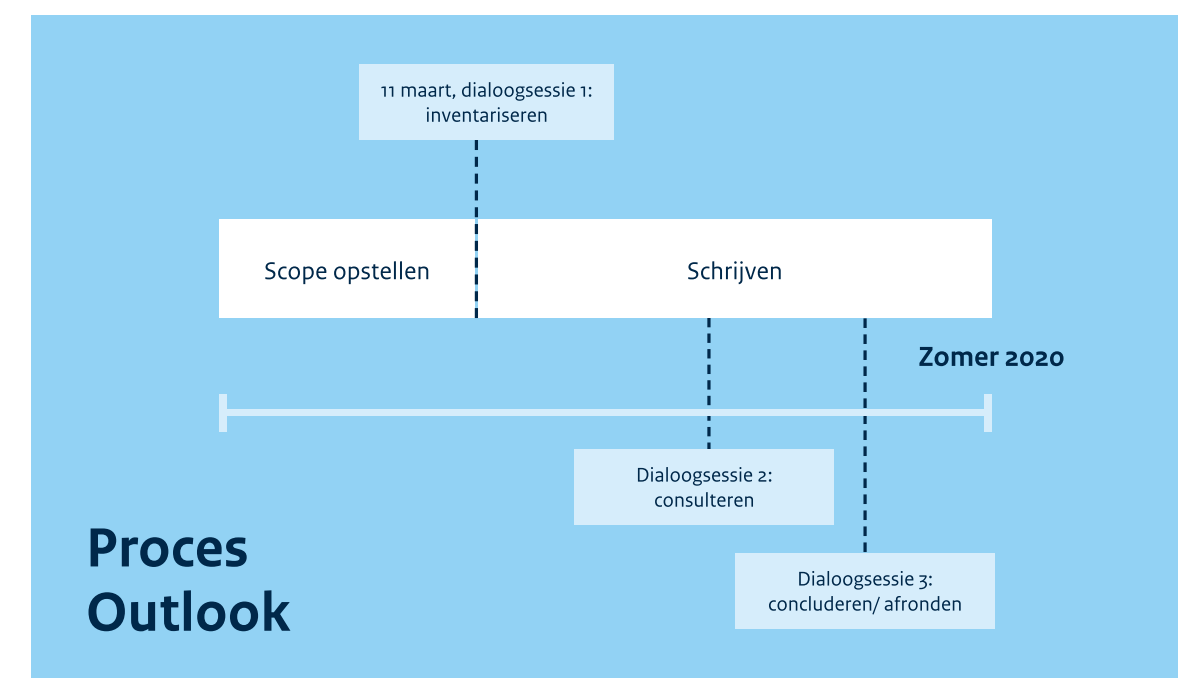 11 maart, dialoogsessie 1:
inventariseren
Scope opstellen
Schrijven
Zomer 2020
Dialoogsessie 2:
consulteren
Dialoogsessie 3:
concluderen/ afronden
Proces
Outlook